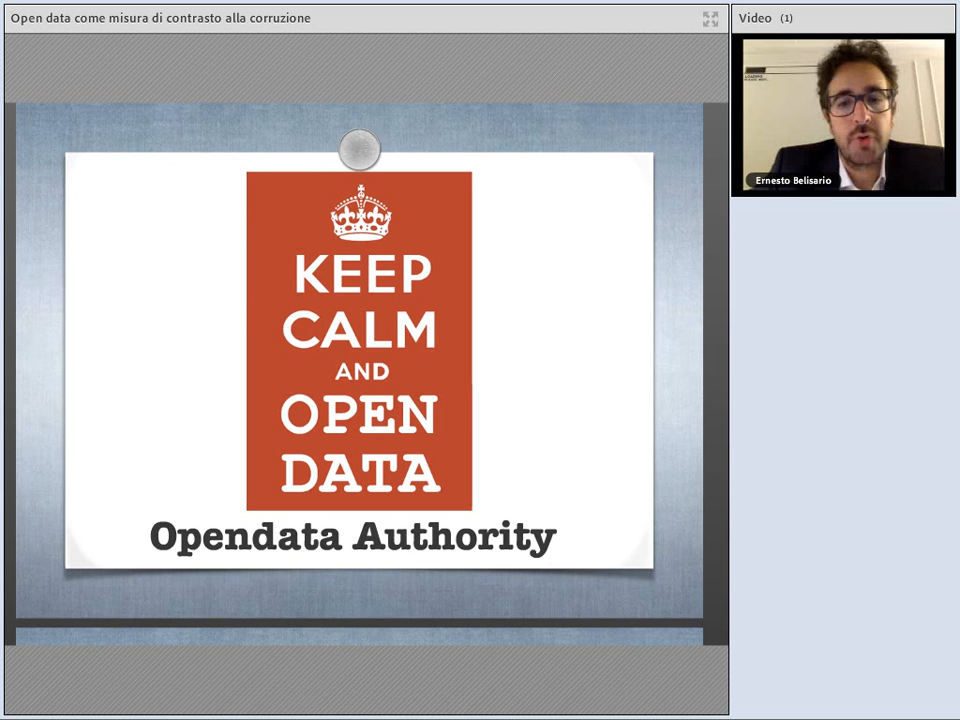 Open data come misura di contrasto alla corruzione
Video (1)
Ernesto Belisario
KEEP
CALM
AND
OPEN
DATA
Opendata Authority